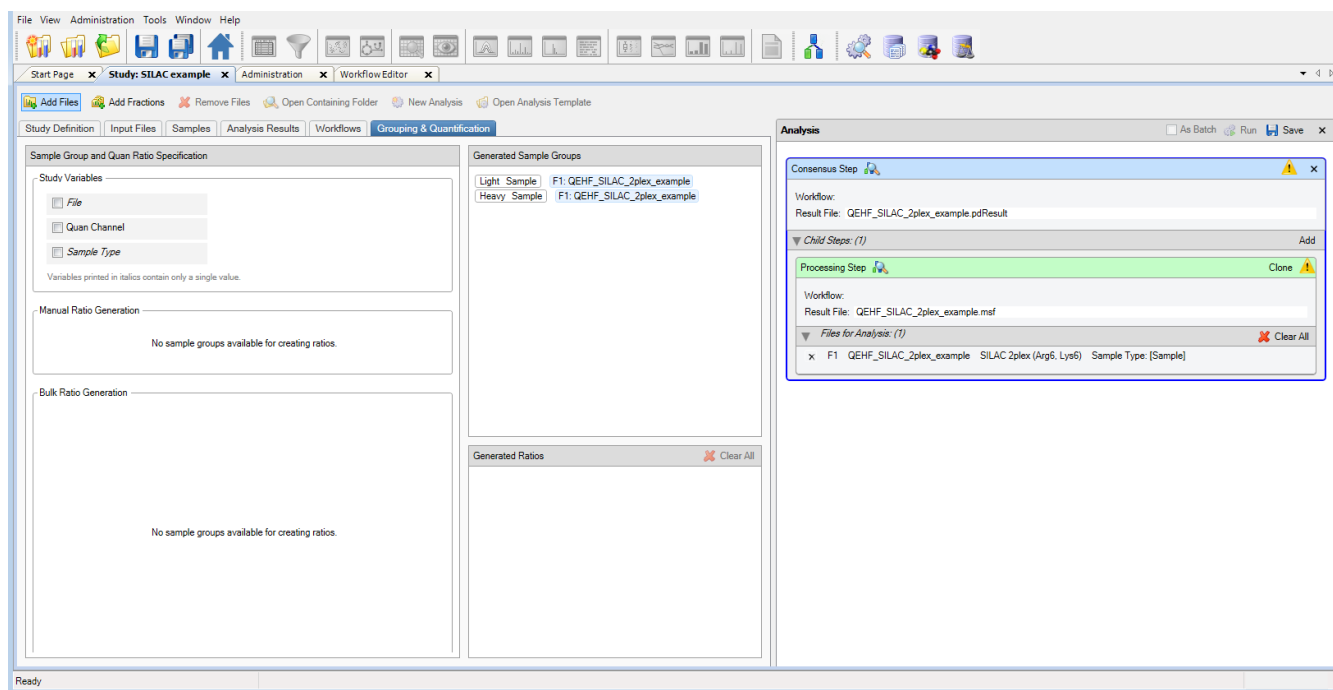 File View Administration Tools Window Help
Start Page x Study: SILAC example x Administration x Workflow Editor x
Add Files Add Fractions Remove Files Open Containing Folder New Analysis Open Analysis Template
Study Definition Input Files Samples Analysis Results Workflows Grouping & Quantification
Sample Group and Quan Ratio Specification
Study Variables
File
Quan Channel
Sample Type
Variables printed in italics contain only a single value.
Manual Ratio Generation
No sample groups available for creating ratios.
Bulk Ratio Generation
No sample groups available for creating ratios.
Generated Sample Groups
Light Sample F1: QEHF_SILAC_2plex_example
Heavy Sample F1: QEHF_SILAC_2plex_example
Generated Ratios Clear All
Analysis As Batch Run Save x
Consensus Step x
Workflow:
Result File: QEHF_SILAC_2plex_example.pdResult
Child Steps: (1) Add
Processing Step Clone
Workflow:
Result File: QEHF_SILAC_2plex_example.msf
Files for Analysis: (1) Clear All
x F1 QEHF_SILAC_2plex_example SILAC 2plex (Arg6, Lys6) Sample Type: [Sample]
Ready